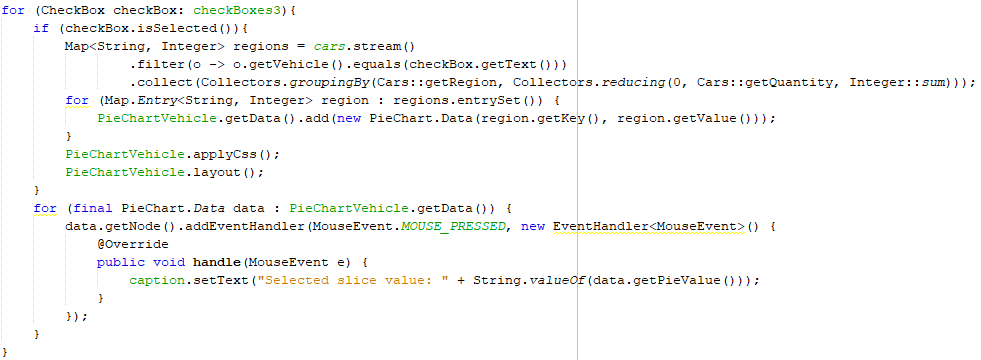 for (CheckBox checkBox: checkBoxes3){
    if (checkBox.isSelected()){
        Map<String, Integer> regions = cars.stream()
                .filter(o -> o.getVehicle().equals(checkBox.getText()))
                .collect(Collectors.groupingBy(Cars::getRegion, Collectors.reducing(0, Cars::getQuantity, Integer::sum)));
        for (Map.Entry<String, Integer> region : regions.entrySet()) {
            PieChartVehicle.getData().add(new PieChart.Data(region.getKey(), region.getValue()));
        }
        PieChartVehicle.applyCss();
        PieChartVehicle.layout();
    }
    for (final PieChart.Data data : PieChartVehicle.getData()) {
        data.getNode().addEventHandler(MouseEvent.MOUSE_PRESSED, new EventHandler<MouseEvent>() {
            @Override
            public void handle(MouseEvent e) {
                caption.setText("Selected slice value: " + String.valueOf(data.getPieValue()));
            }
        });
    }
}